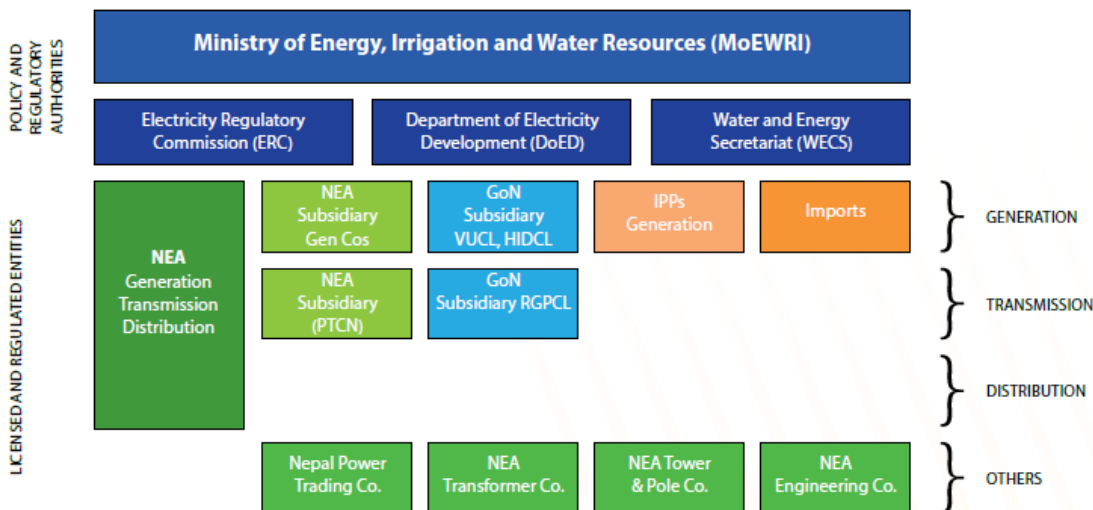 POLICY AND
REGULATORY
AUTHORITIES
Ministry of Energy, Irrigation and Water Resources (MoEWRI)
Electricity Regulatory
Commission (ERC)
Department of Electricity
Development (DoED)
Water and Energy
Secretariat (WECS)
LICENSED AND REGULATED ENTITIES
NEA
Generation
Transmission
Distribution
NEA
Subsidiary
Gen Cos
GoN
Subsidiary
VUCL, HIDCL
IPPs
Generation
Imports
GENERATION
NEA
Subsidiary
(PTCN)
GoN
Subsidiary RGPCL
TRANSMISSION
DISTRIBUTION
Nepal Power
Trading Co.
NEA
Transformer Co.
NEA Tower
& Pole Co.
NEA
Engineering Co.
OTHERS